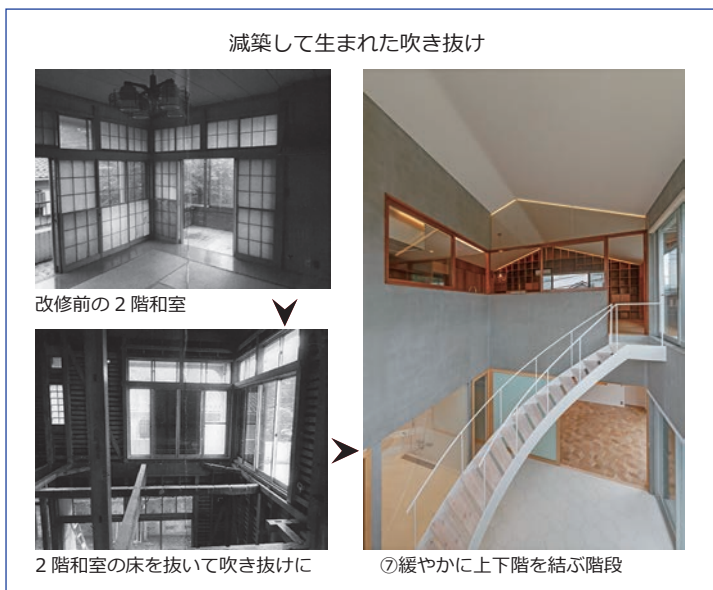 減築して生まれた吹き抜け
改修前の2階和室
2階和室の床を抜いて吹き抜けに
⑦緩やかに上下階を結ぶ階段